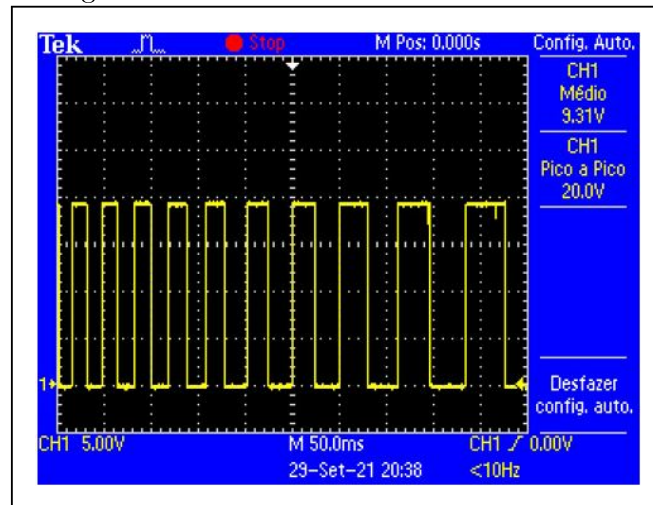 Tek Stop M Pos: 0.000s Config. Auto.
CH1
Médio
9.31V
CH1
Pico a Pico
20.0V
1
Desfazer
config. auto.
CH1 5.00V M 50.0ms CH1 0.00V
29-Set-21 20:38 <10Hz